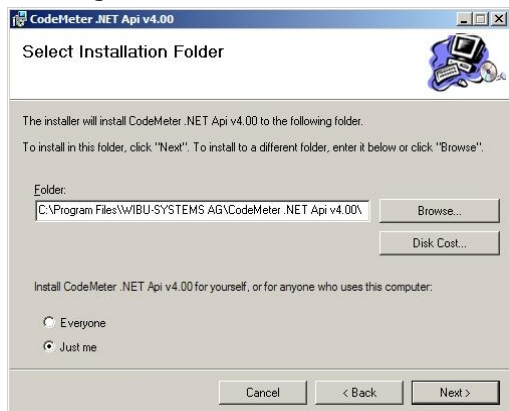 CodeMeter .NET Api v4.00
Select Installation Folder
The installer will install CodeMeter .NET Api v4.00 to the following folder.
To install in this folder, click "Next". To install to a different folder, enter it below or click "Browse".
Folder:
C:\Program Files\WIBU-SYSTEMS AG\CodeMeter .NET Api v4.00\
Browse...
Disk Cost...
Install CodeMeter .NET Api v4.00 for yourself, or for anyone who uses this computer:
Everyone
Just me
Cancel
< Back
Next >